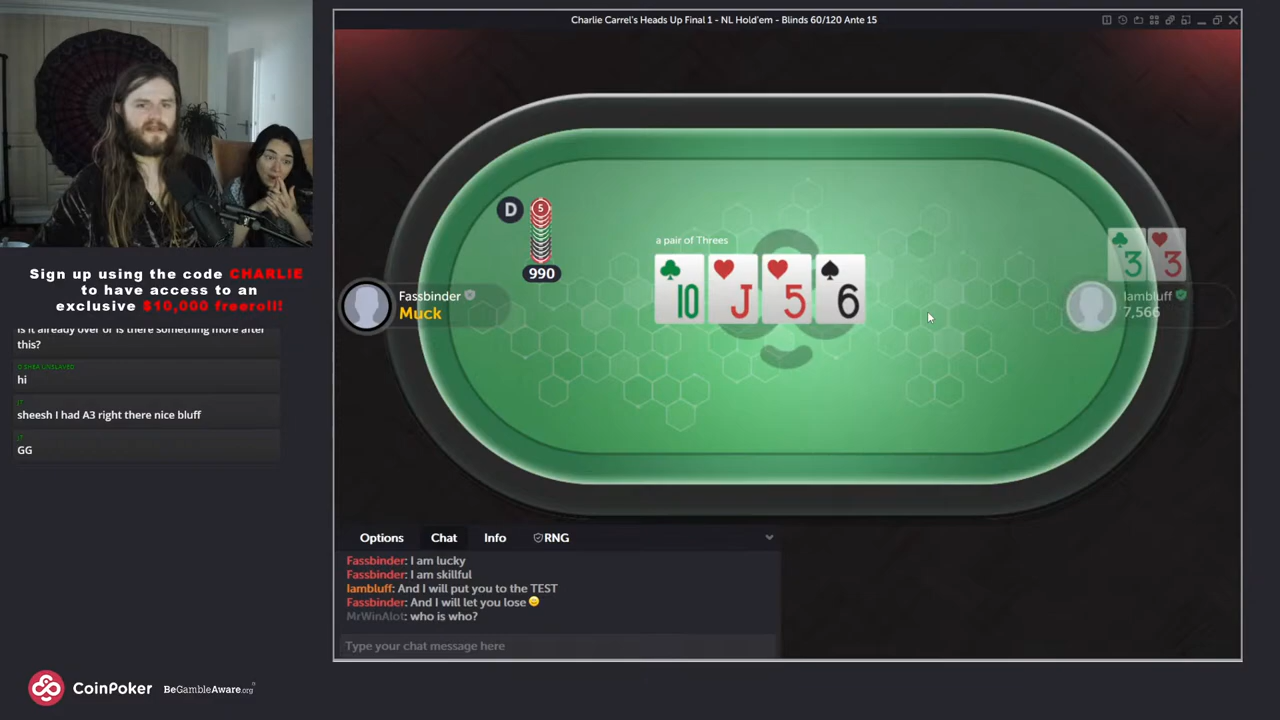 Charlie Carrel's Heads Up Final 1 - NL Hold'em - Blinds 60/120 Ante 15
D
5
990
a pair of Threes
10
J
5
6
3
3
Fassbinder
Muck
Iambluff
7,566
Sign up using the code CHARLIE
to have access to an
exclusive $10,000 freeroll!
is it already over or is there something more after
this?
O SHEA UNSLAVED
hi
JT
sheesh I had A3 right there nice bluff
JT
GG
Options
Chat
Info
RNG
Fassbinder: I am lucky
Fassbinder: I am skillful
Iambluff: And I will put you to the TEST
Fassbinder: And I will let you lose
MrWinAlot: who is who?
Type your chat message here
CoinPoker
BeGambleAware.org